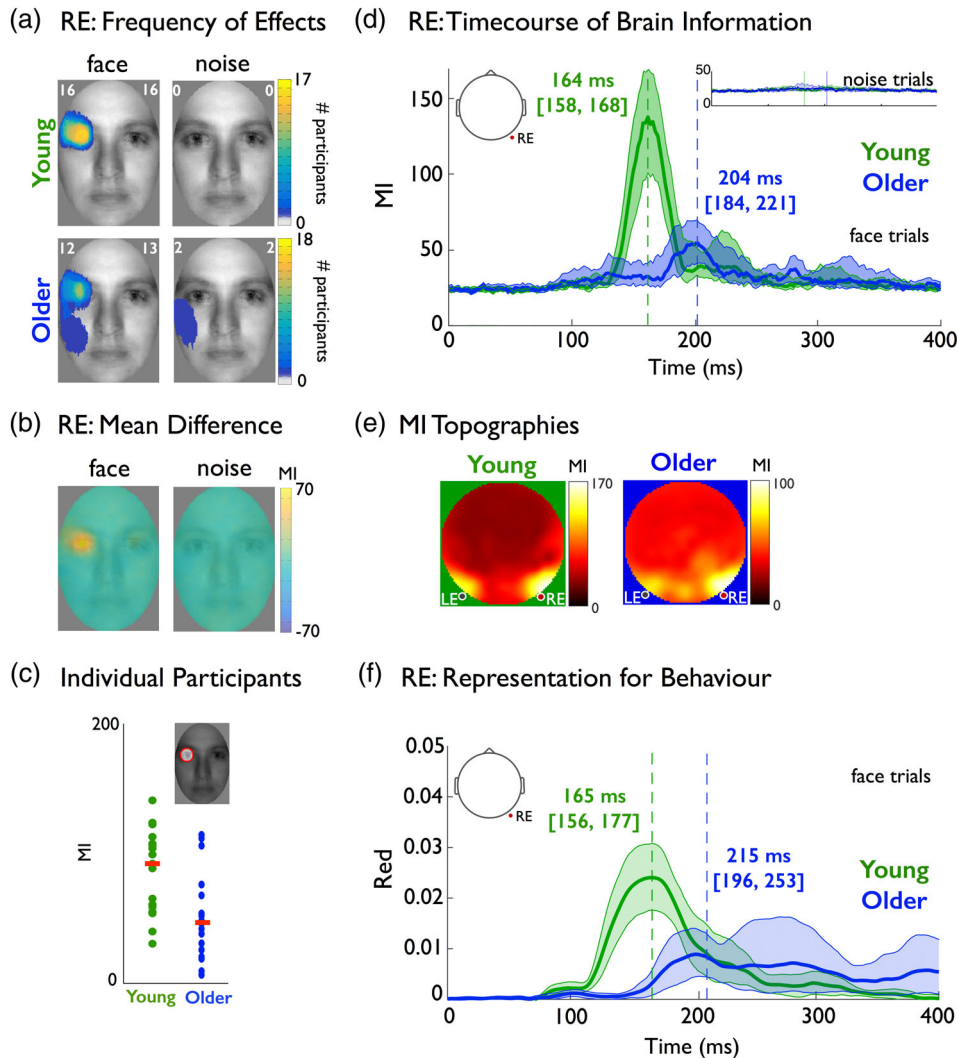 (a) RE: Frequency of Effects
face noise
16 16 0 0
17
# participants
0
Young
12 13 2 2
18
# participants
0
Older
(b) RE: Mean Difference
face noise
MI
70
-70
(c) Individual Participants
200
MI
0
Young Older
(d) RE: Timecourse of Brain Information
164 ms
[158, 168]
50
0
noise trials
RE
Young
Older
204 ms
[184, 221]
face trials
MI
150
100
50
0
0 100 200 300 400
Time (ms)
(e) MI Topographies
Young MI Older MI
170 100
LE RE LE RE
0 0
(f) RE: Representation for Behaviour
0.05
0.04
0.03
0.02
0.01
0
Red
RE
165 ms
[156, 177]
face trials
215 ms
[196, 253]
Young
Older
0 100 200 300 400
Time (ms)